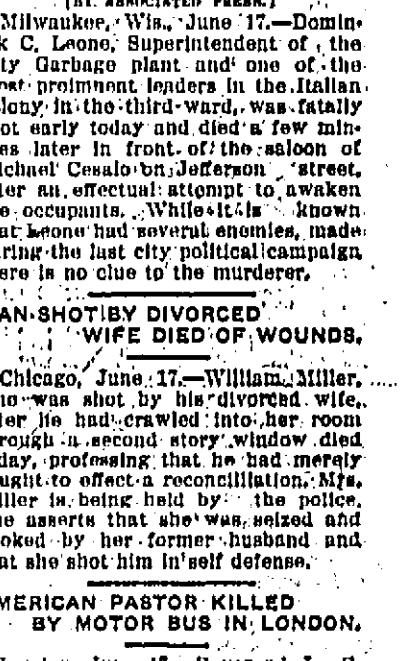 [BY ASSOCIATED PRESS.]
Milwaukee, Wis., June 17.—Domin-
k C. Leone, Superintendent of the
ty Garbage plant and one of the
ost prominent leaders in the Italian
lony in the third ward, was fatally
ot early today and died a few min-
es later in front of the saloon of
ichael Cesalo on Jefferson street,
ter an effectual attempt to awaken
e occupants. While it is known
at Leone had several enemies, made
ring the last city political campaign
ere is no clue to the murderer.
AN SHOT BY DIVORCED
WIFE DIED OF WOUNDS.
Chicago, June 17.—William Miller,
ho was shot by his divorced wife,
ter he had crawled into her room
rough a second story window died
day, professing that he had merely
ught to effect a reconciliation. Mrs.
iller is being held by the police.
he asserts that she was seized and
oked by her former husband and
at she shot him in self defense.
MERICAN PASTOR KILLED
BY MOTOR BUS IN LONDON.